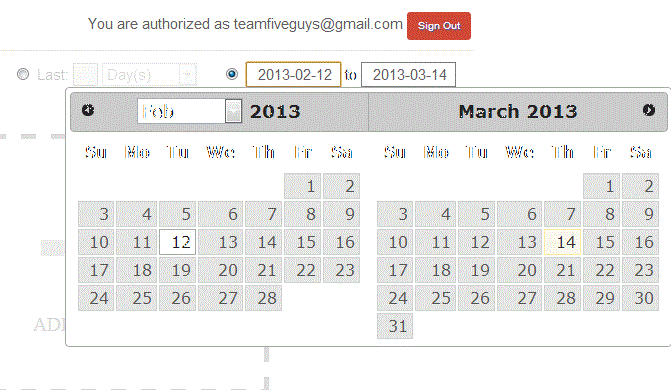 You are authorized as teamfiveguys@gmail.com Sign Out
Last: Day(s) 2013-02-12 to 2013-03-14
Feb 2013 March 2013
Su Mo Tu We Th Fr Sa Su Mo Tu We Th Fr Sa
1 2 1 2
3 4 5 6 7 8 9 3 4 5 6 7 8 9
10 11 12 13 14 15 16 10 11 12 13 14 15 16
17 18 19 20 21 22 23 17 18 19 20 21 22 23
24 25 26 27 28 24 25 26 27 28 29 30
31